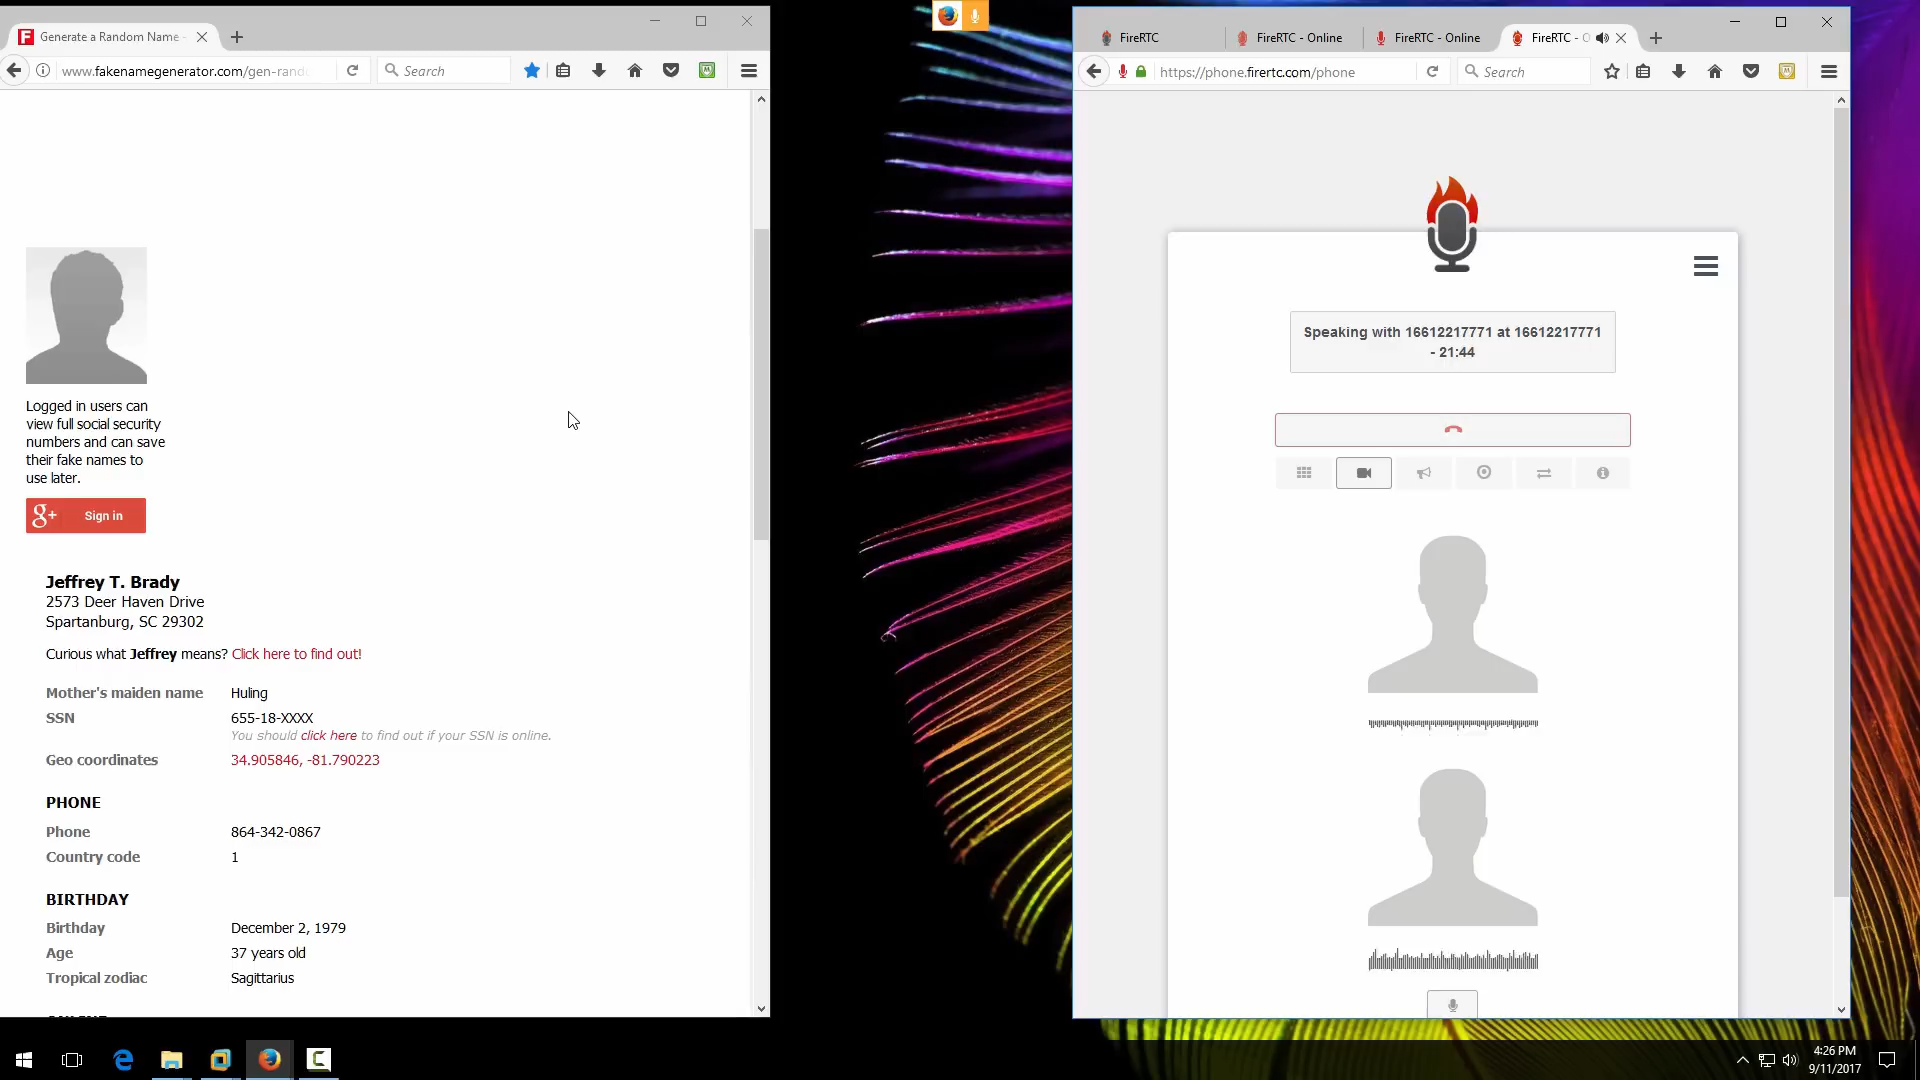 Generate a Random Name -
www.fakenamegenerator.com/gen-rand
Search
Logged in users can
view full social security
numbers and can save
their fake names to
use later.
g+ Sign in
Jeffrey T. Brady
2573 Deer Haven Drive
Spartanburg, SC 29302
Curious what Jeffrey means? Click here to find out!
Mother's maiden name Huling
SSN 655-18-XXXX
You should click here to find out if your SSN is online.
Geo coordinates 34.905846, -81.790223
PHONE
Phone 864-342-0867
Country code 1
BIRTHDAY
Birthday December 2, 1979
Age 37 years old
Tropical zodiac Sagittarius
FireRTC
FireRTC - Online
FireRTC - Online
FireRTC - O
https://phone.firertc.com/phone
Search
Speaking with 16612217771 at 16612217771
- 21:44
4:26 PM
9/11/2017